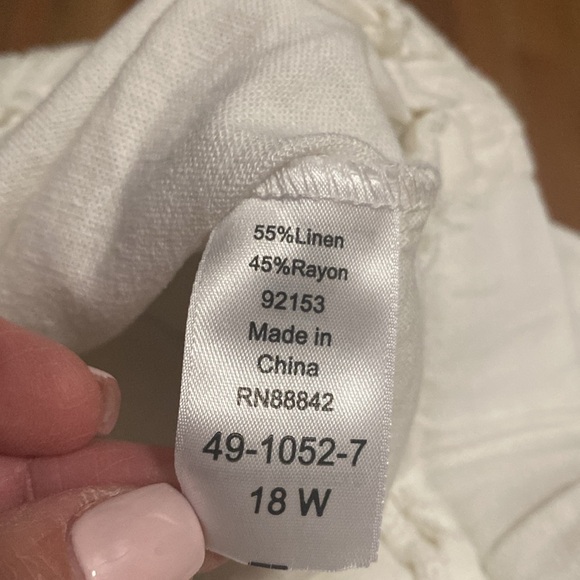 55%Linen
45%Rayon
92153
Made in
China
RN88842
49-1052-7
18 W